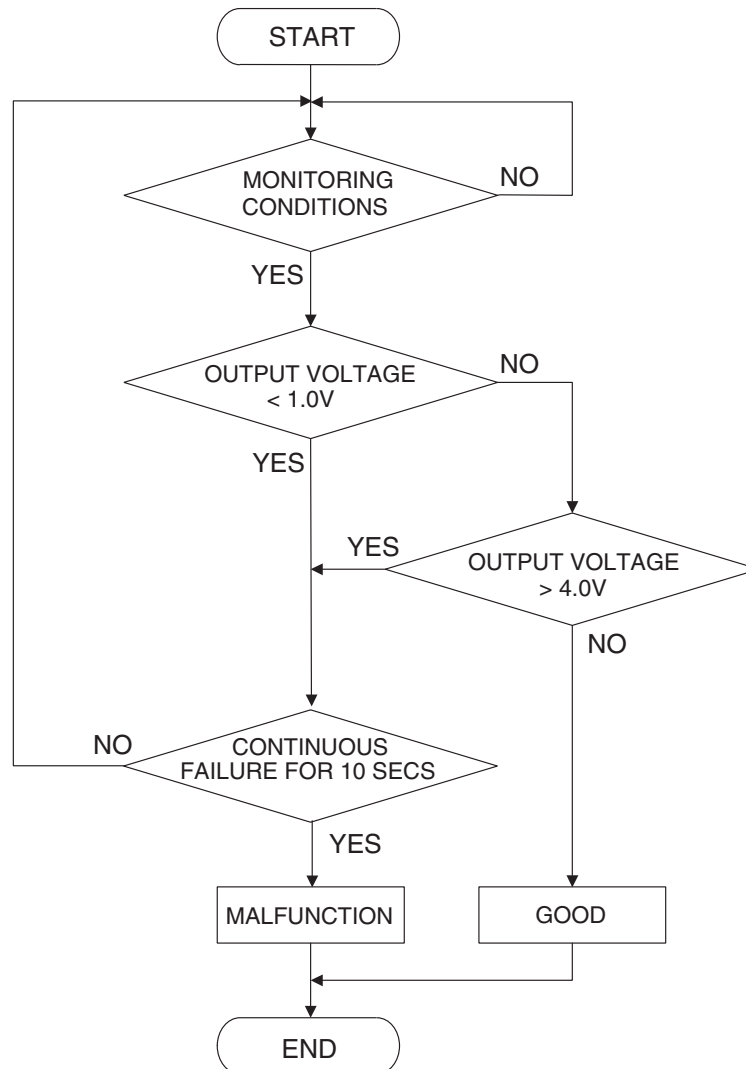 START
MONITORING
CONDITIONS
NO
YES
OUTPUT VOLTAGE
< 1.0V
NO
YES
OUTPUT VOLTAGE
> 4.0V
YES
NO
CONTINUOUS
FAILURE FOR 10 SECS
NO
YES
MALFUNCTION
GOOD
END